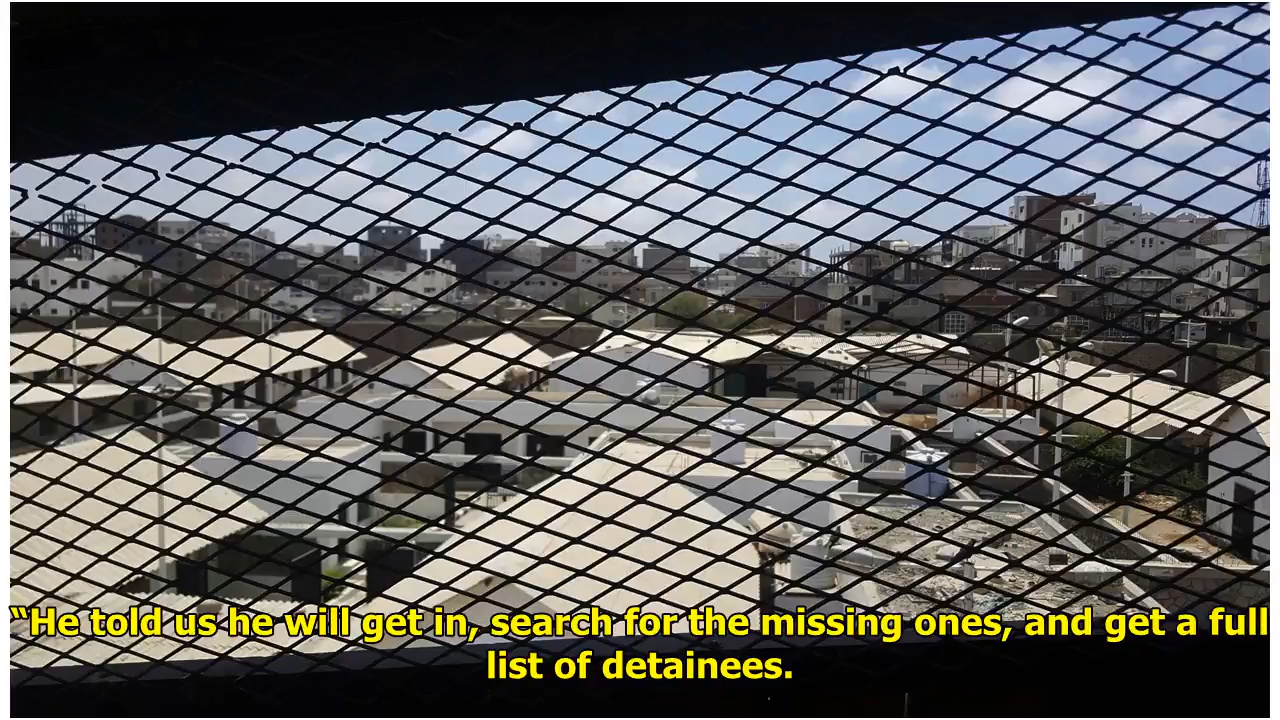 “He told us he will get in, search for the missing ones, and get a full
list of detainees.